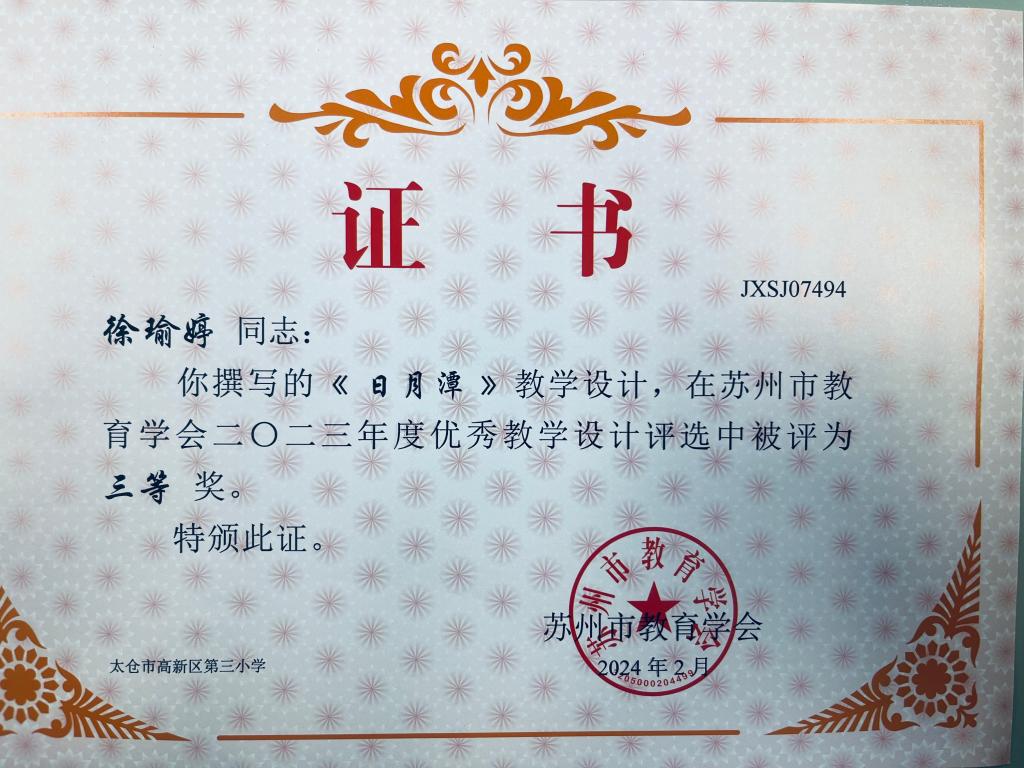 证 书
JXSJ07494
徐瑜婷 同志：
你撰写的《日月潭》教学设计，在苏州市教
育学会二〇二三年度优秀教学设计评选中被评为
三等 奖。
特颁此证。
苏州市教育学会
苏州市教育学会
2024 年 2 月
太仓市高新区第三小学